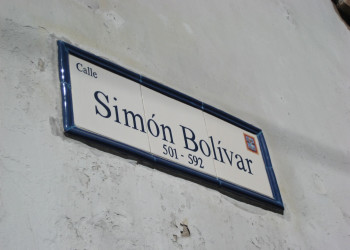 Calle
Simón Bolívar
501 - 592